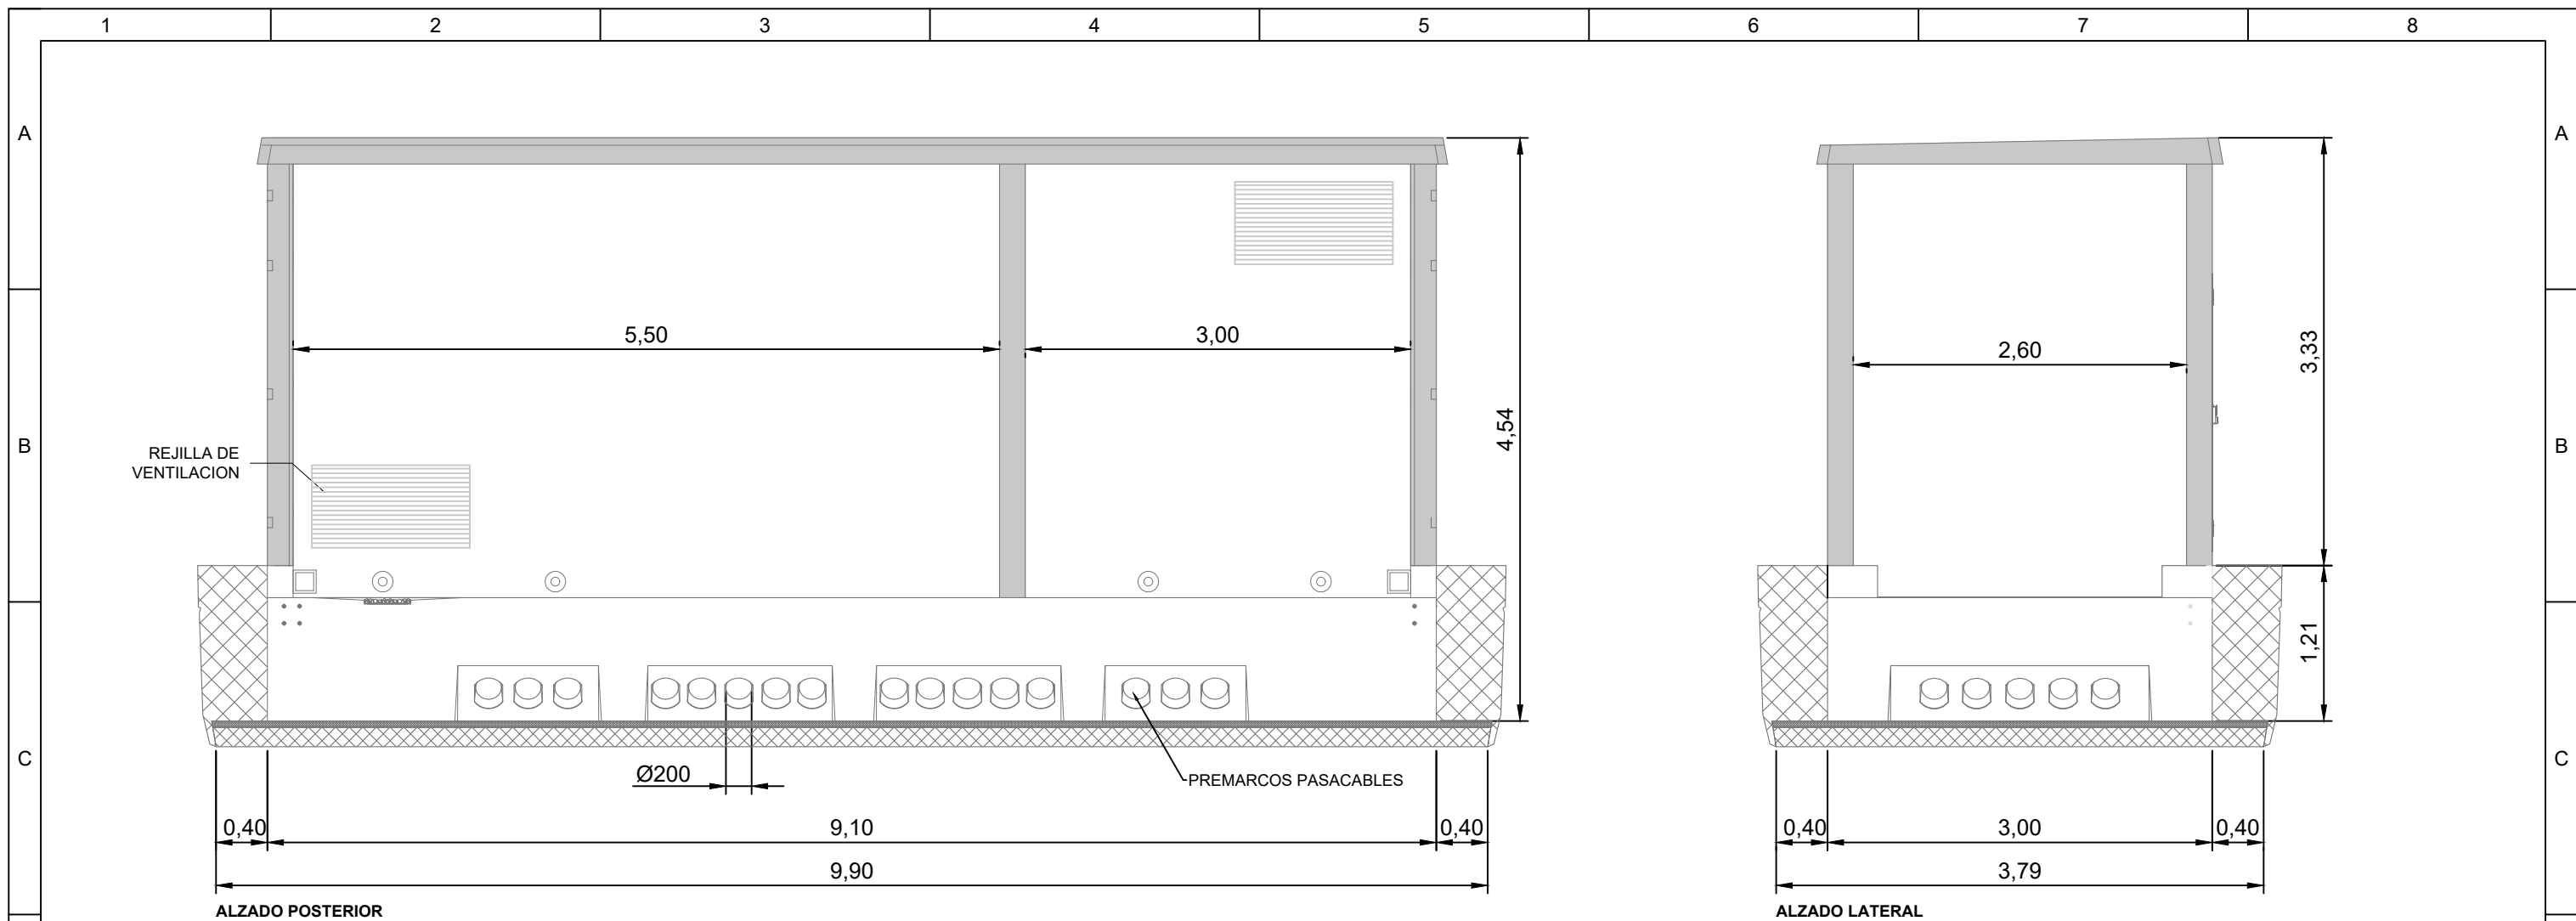 1 2 3 4 5 6 7 8
A A
5,50 3,00 2,60 3,33
4,54
REJILLA DE
VENTILACION
B B
1,21
C C
Ø200
PREMARCOS PASACABLES
0,40 9,10 0,40 0,40 3,00 0,40
9,90 3,79
ALZADO POSTERIOR ALZADO LATERAL